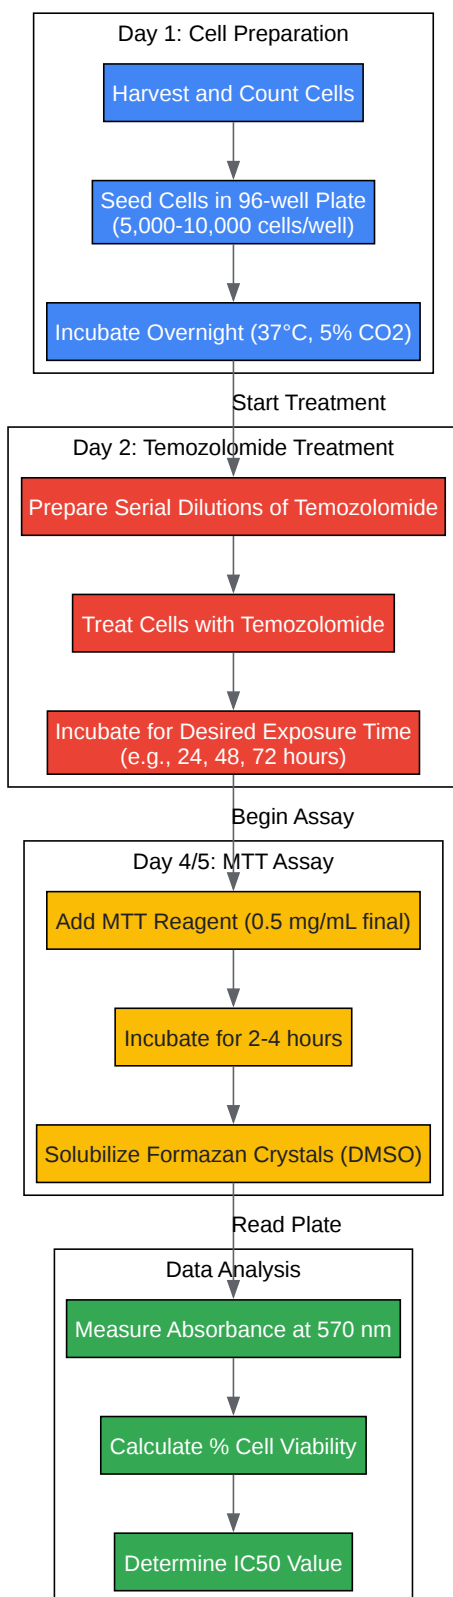 Day 1: Cell Preparation
Harvest and Count Cells
Seed Cells in 96-well Plate
(5,000-10,000 cells/well)
Incubate Overnight (37°C, 5% CO2)
Start Treatment
Day 2: Temozolomide Treatment
Prepare Serial Dilutions of Temozolomide
Treat Cells with Temozolomide
Incubate for Desired Exposure Time
(e.g., 24, 48, 72 hours)
Begin Assay
Day 4/5: MTT Assay
Add MTT Reagent (0.5 mg/mL final)
Incubate for 2-4 hours
Solubilize Formazan Crystals (DMSO)
Read Plate
Data Analysis
Measure Absorbance at 570 nm
Calculate % Cell Viability
Determine IC50 Value